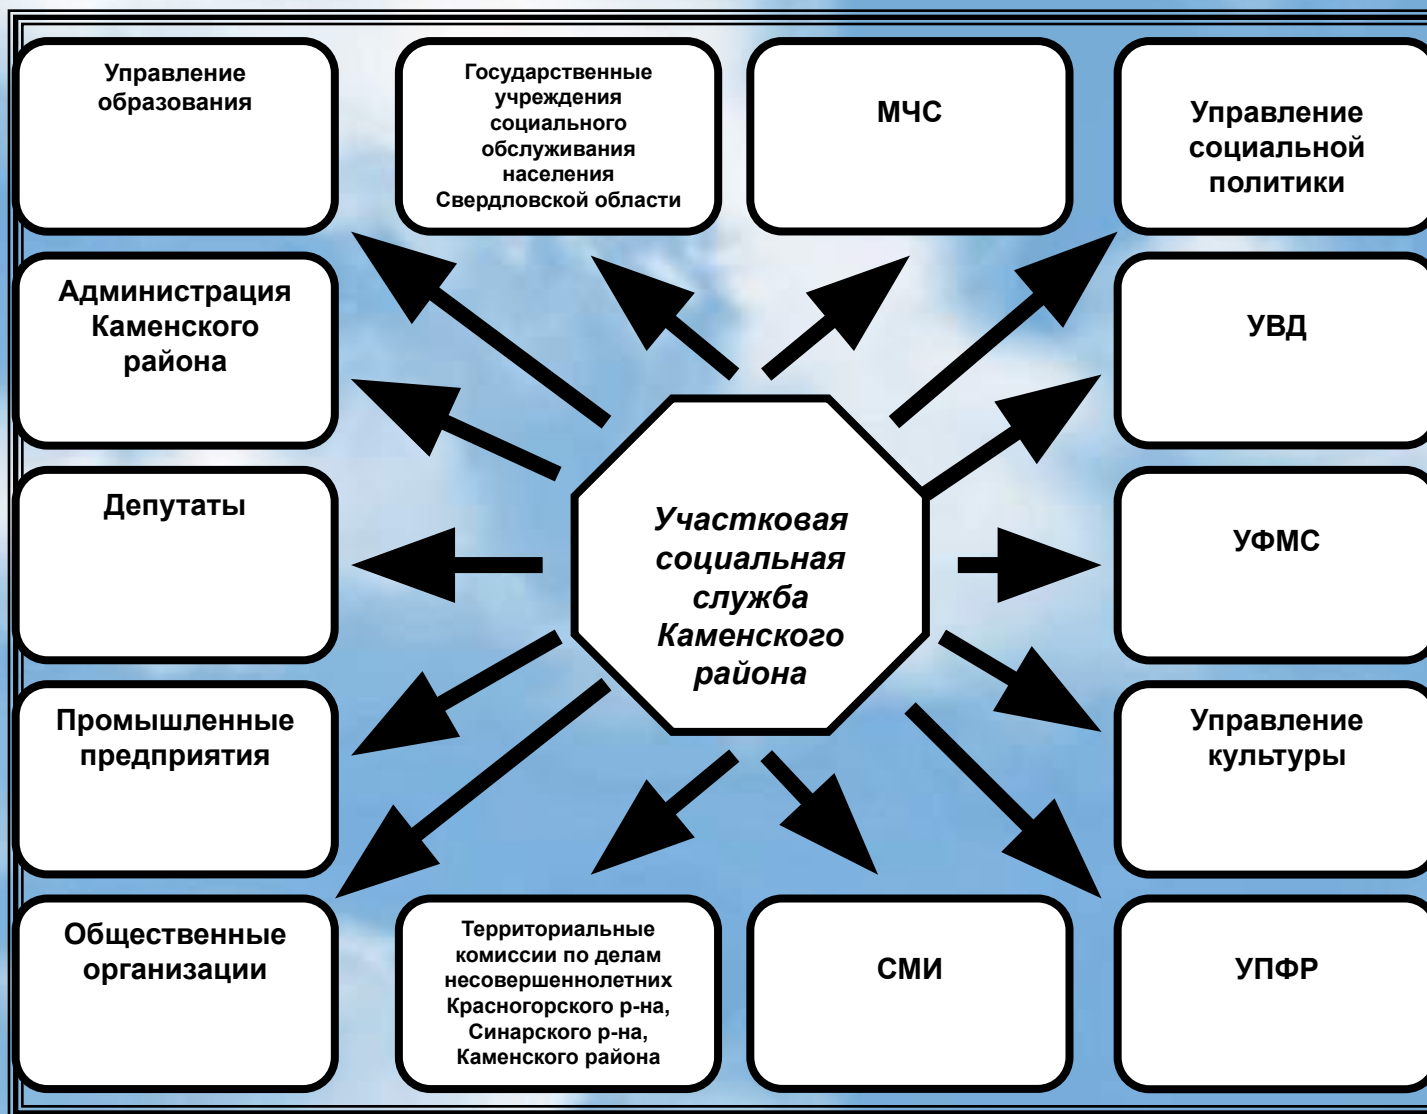 Управление
образования
Государственные
учреждения
социального
обслуживания
населения
Свердловской области
МЧС
Управление
социальной
политики
Администрация
Каменского
района
УВД
Депутаты
Участковая
социальная
служба
Каменского
района
УФМС
Промышленные
предприятия
Управление
культуры
Общественные
организации
Территориальные
комиссии по делам
несовершеннолетних
Красногорского р-на,
Синарского р-на,
Каменского района
СМИ
УПФР